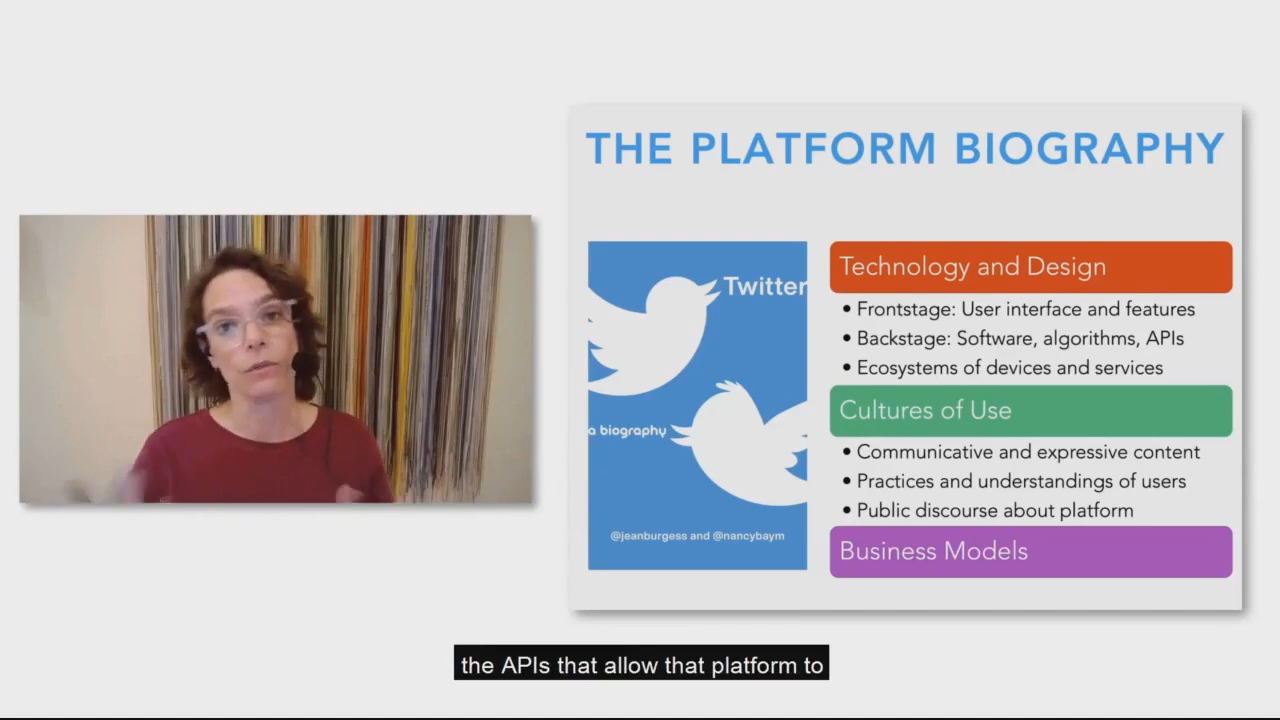 THE PLATFORM BIOGRAPHY
Twitter
a biography
@jeanburgess and @nancybaym
Technology and Design
• Frontstage: User interface and features
• Backstage: Software, algorithms, APIs
• Ecosystems of devices and services
Cultures of Use
• Communicative and expressive content
• Practices and understandings of users
• Public discourse about platform
Business Models
the APIs that allow that platform to